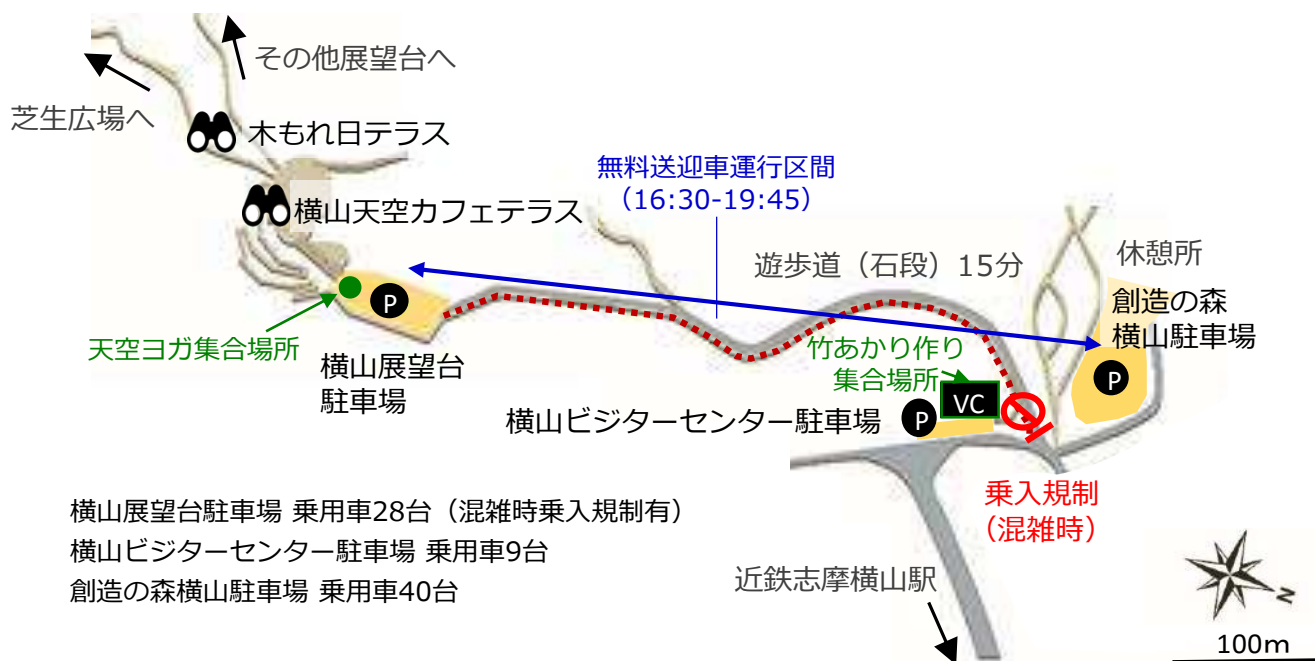 その他展望台へ
芝生広場へ
木もれ日テラス
横山天空カフェテラス
無料送迎車運行区間
（16:30-19:45）
遊歩道（石段）15分
休憩所
創造の森
横山駐車場
P
P
天空ヨガ集合場所
横山展望台
駐車場
竹あかり作り
集合場所
VC
横山ビジターセンター駐車場
P
乗入規制
（混雑時）
横山展望台駐車場 乗用車28台（混雑時乗入規制有）
横山ビジターセンター駐車場 乗用車9台
創造の森横山駐車場 乗用車40台
近鉄志摩横山駅
N
100m